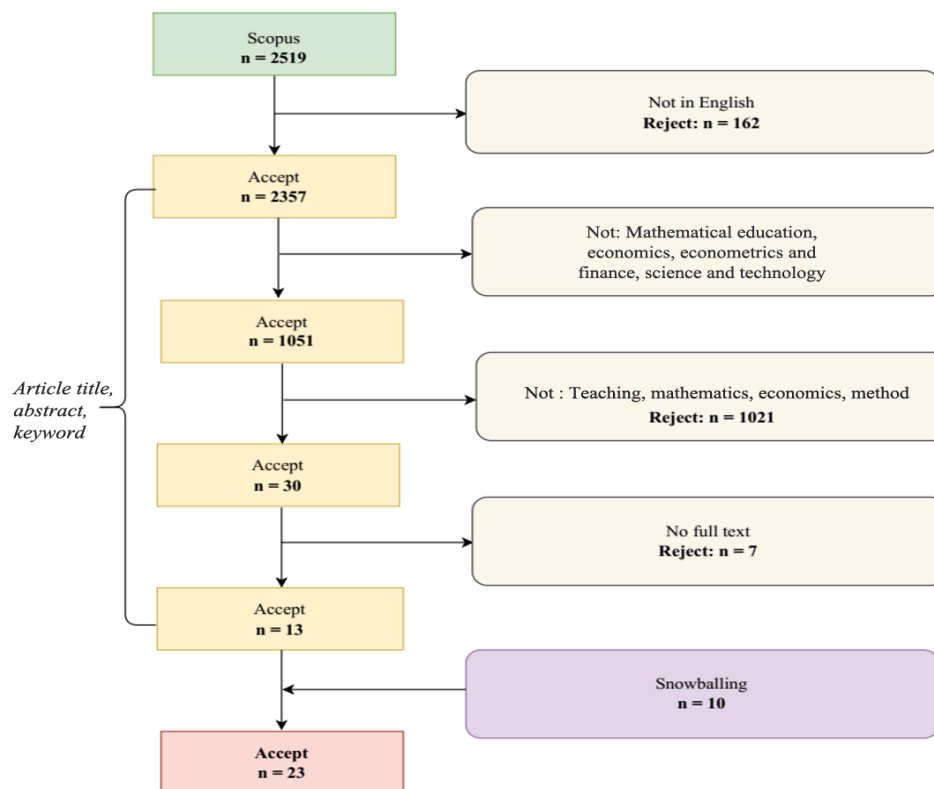 Scopus
n = 2519
Not in English
Reject: n = 162
Accept
n = 2357
Not: Mathematical education,
economics, econometrics and
finance, science and technology
Accept
n = 1051
Article title,
abstract,
keyword
Not : Teaching, mathematics, economics, method
Reject: n = 1021
Accept
n = 30
No full text
Reject: n = 7
Accept
n = 13
Snowballing
n = 10
Accept
n = 23